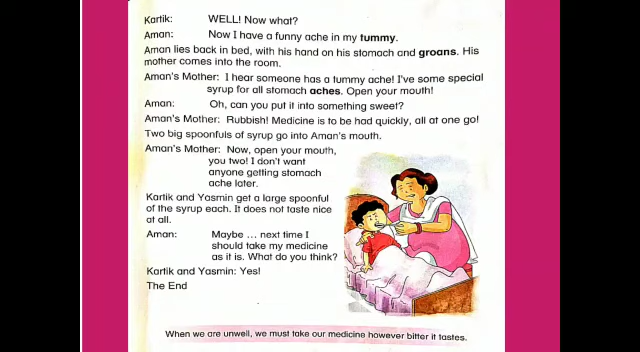 Kartik: WELL! Now what?
Aman: Now I have a funny ache in my tummy.
Aman lies back in bed, with his hand on his stomach and groans. His
mother comes into the room.
Aman's Mother: I hear someone has a tummy ache! I've some special
syrup for all stomach aches. Open your mouth!
Aman: Oh, can you put it into something sweet?
Aman's Mother: Rubbish! Medicine is to be had quickly, all at one go!
Two big spoonfuls of syrup go into Aman's mouth.
Aman's Mother: Now, open your mouth,
you two! I don't want
anyone getting stomach
ache later.
Kartik and Yasmin get a large spoonful
of the syrup each. It does not taste nice
at all.
Aman: Maybe ... next time I
should take my medicine
as it is. What do you think?
Kartik and Yasmin: Yes!
The End
When we are unwell, we must take our medicine however bitter it tastes.